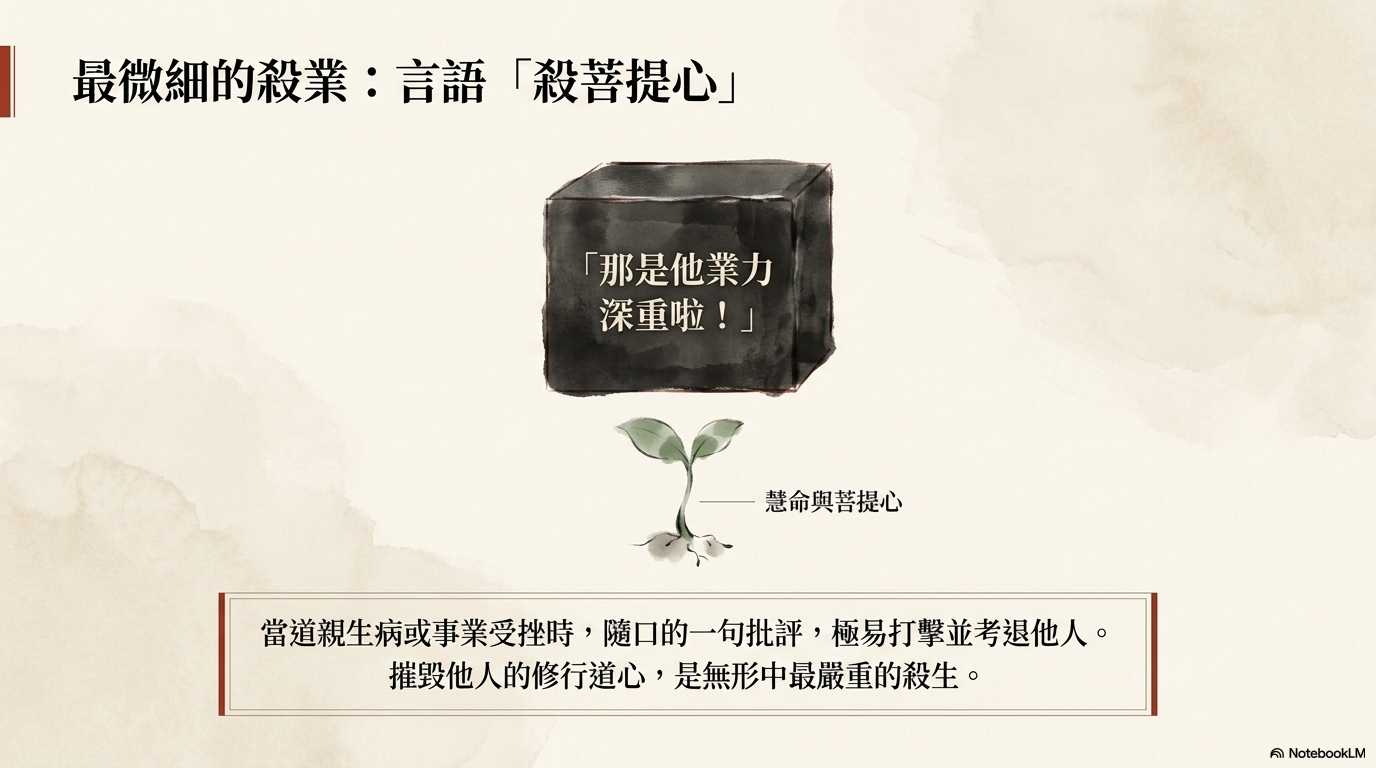 最微細的殺業：言語「殺菩提心」
「那是他業力
深重啦！」
慧命與菩提心
當道親生病或事業受挫時，隨口的一句批評，極易打擊並考退他人。
摧毀他人的修行道心，是無形中最嚴重的殺生。
NotebookLM